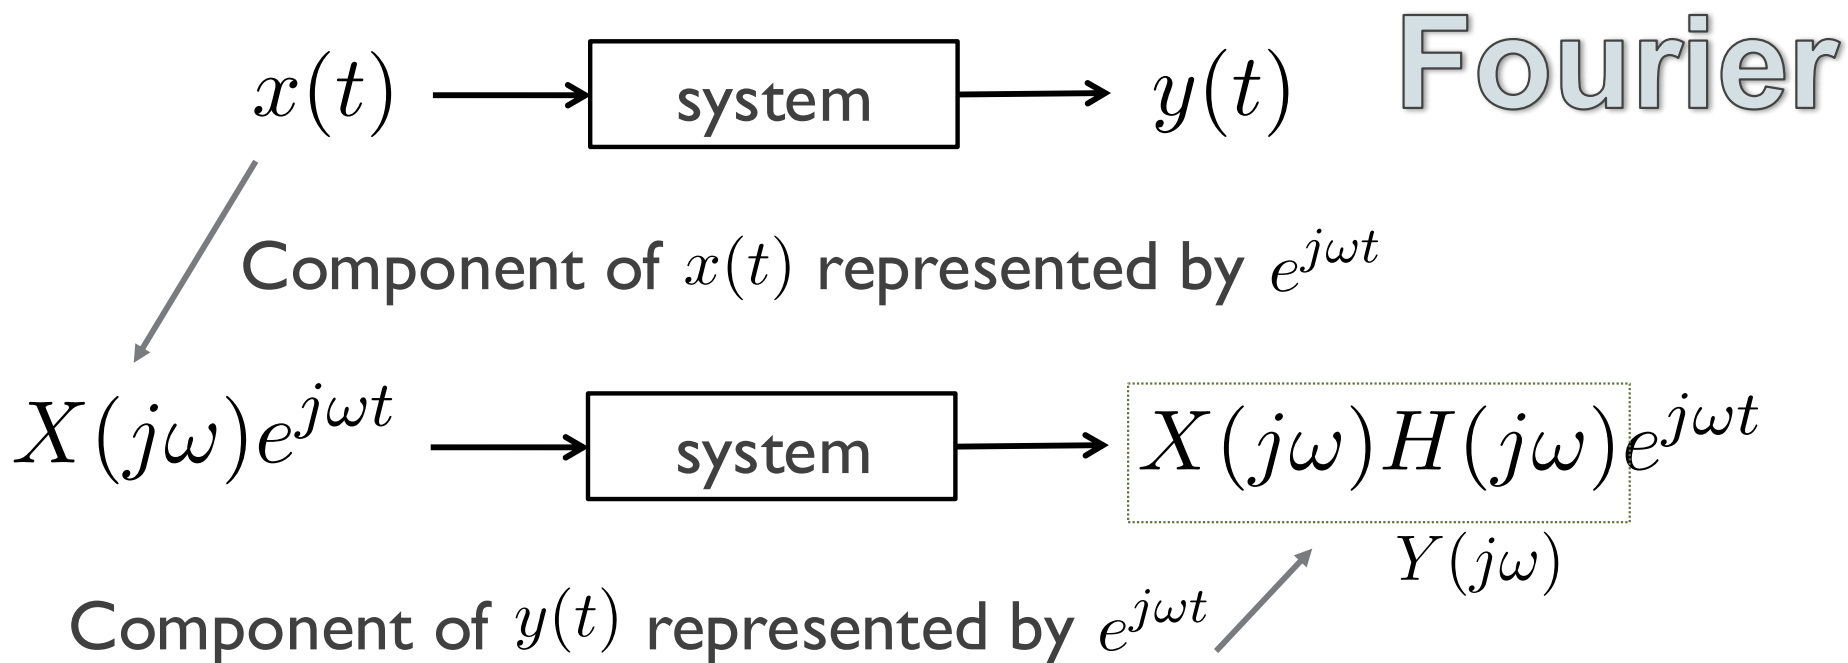 Fourier
x(t) system y(t)
Component of x(t) represented by e^{jωt}
X(jω)e^{jωt} system X(jω)H(jω)e^{jωt}
Y(jω)
Component of y(t) represented by e^{jωt}